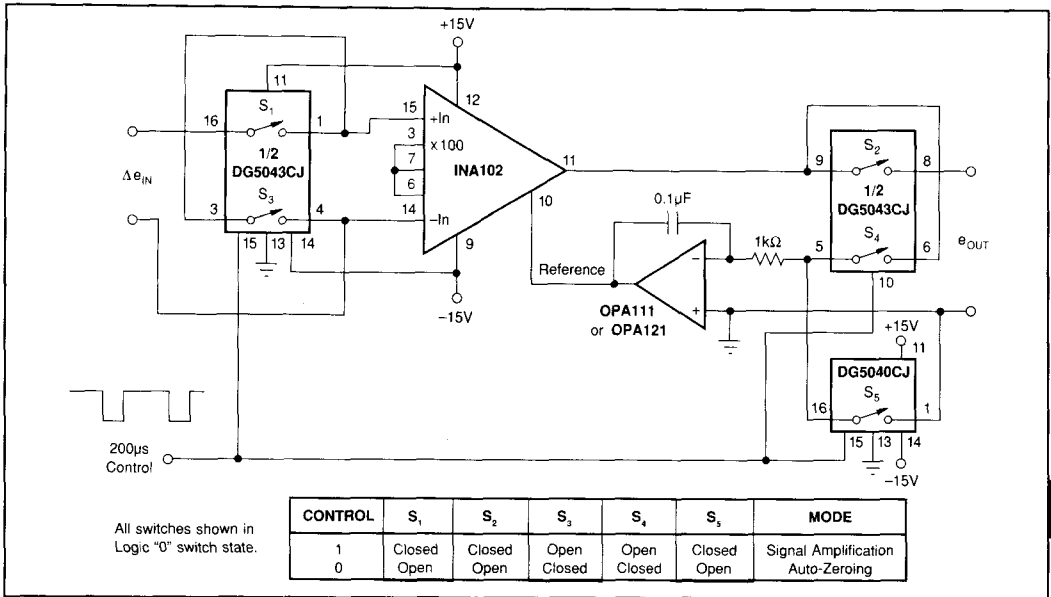 +15V
11
12
S₁
16
1
15
+In
3
x100
1/2
DG5043CJ
7
INA102
11
9
S₂
8
1/2
DG5043CJ
ΔeIN
6
S₃
10
0.1µF
3
4
14
–In
S₄
15
13
14
9
5
6
1kΩ
eOUT
Reference
–
10
–15V
OPA111
or OPA121
+
+15V
11
DG5040CJ
S₅
16
1
200µs
Control
15
13
14
–15V
All switches shown in
Logic "0" switch state.
CONTROL S₁ S₂ S₃ S₄ S₅ MODE
1 Closed Closed Open Open Closed Signal Amplification
0 Open Open Closed Closed Open Auto-Zeroing